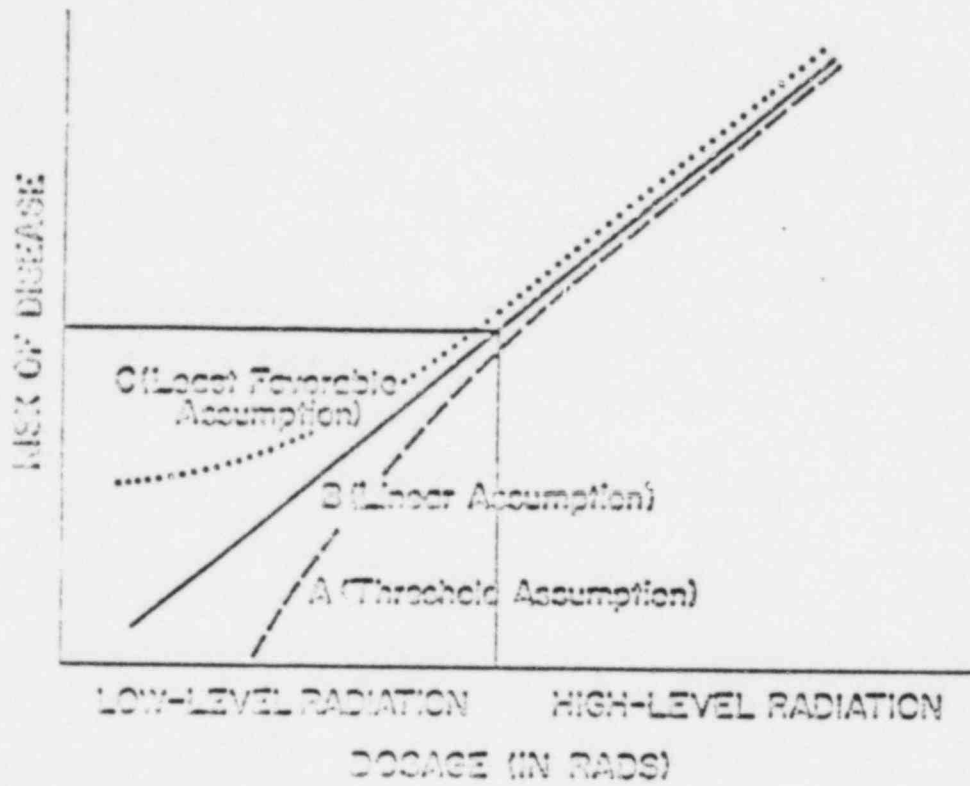 RISK OF DISEASE
C (Least Favorable
Assumption)
B (Linear Assumption)
A (Threshold Assumption)
LOW-LEVEL RADIATION
HIGH-LEVEL RADIATION
DOSAGE (IN RADS)